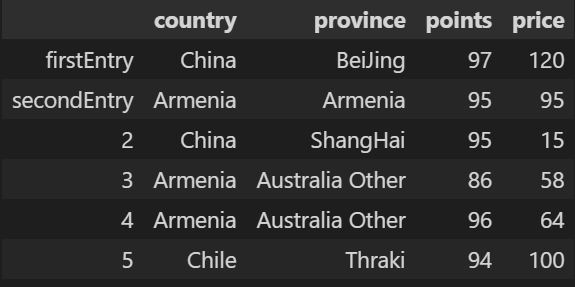 country province points price
firstEntry China BeiJing 97 120
secondEntry Armenia Armenia 95 95
2 China ShangHai 95 15
3 Armenia Australia Other 86 58
4 Armenia Australia Other 96 64
5 Chile Thraki 94 100